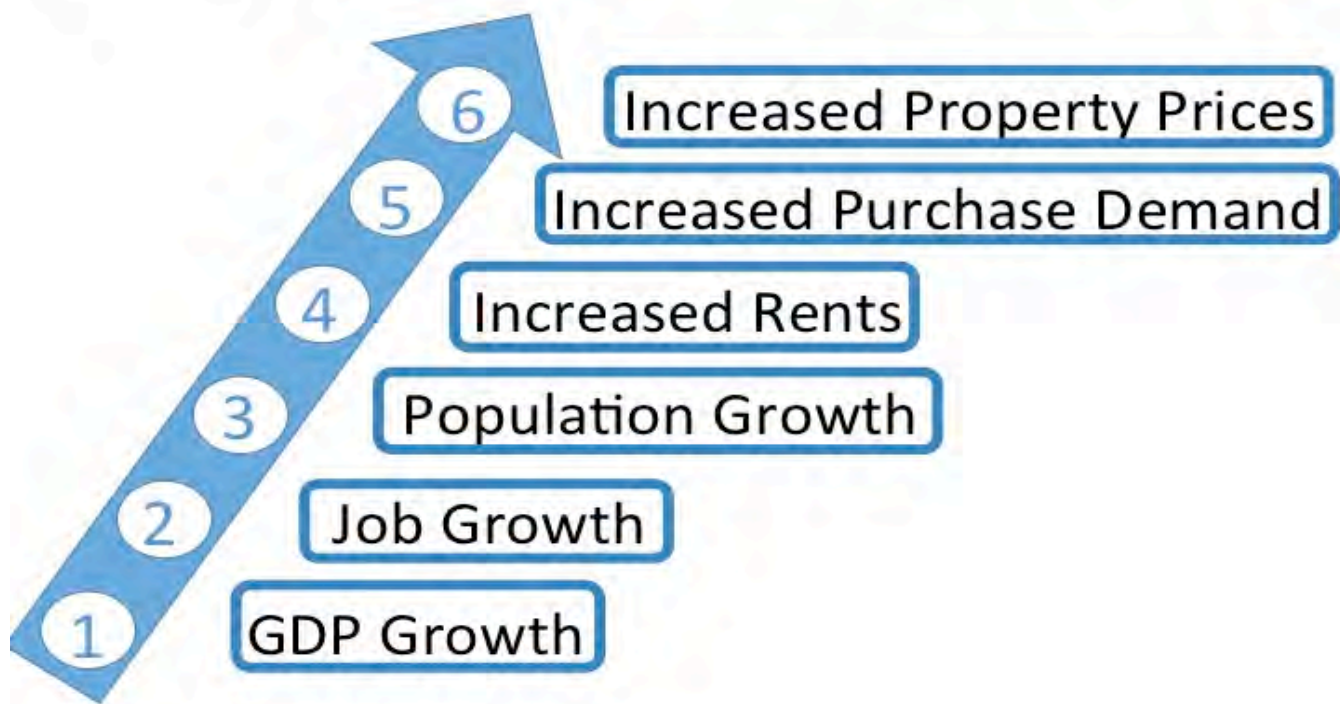 6 Increased Property Prices
5 Increased Purchase Demand
4 Increased Rents
3 Population Growth
2 Job Growth
1 GDP Growth